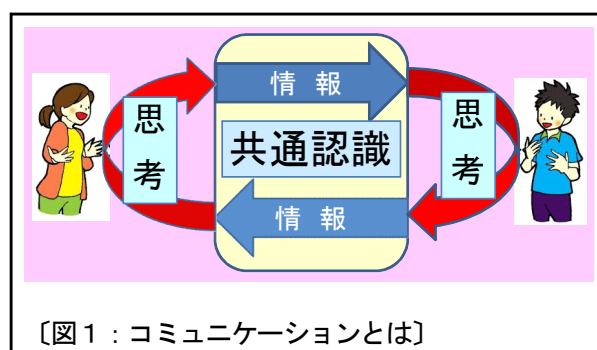 情 報
思
考
共通認識
思
考
情 報
〔図1：コミュニケーションとは〕